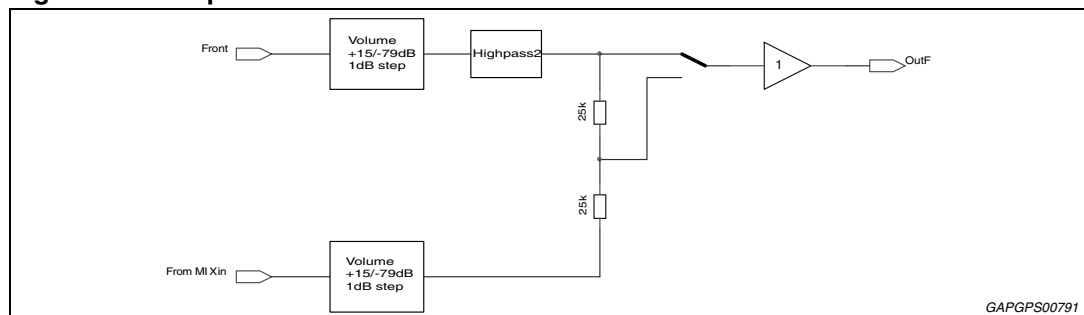 Front
Volume
+15/-79dB
1dB step
Highpass2
1
OutF
25k
25k
From MIXin
Volume
+15/-79dB
1dB step
GAPGPS00791